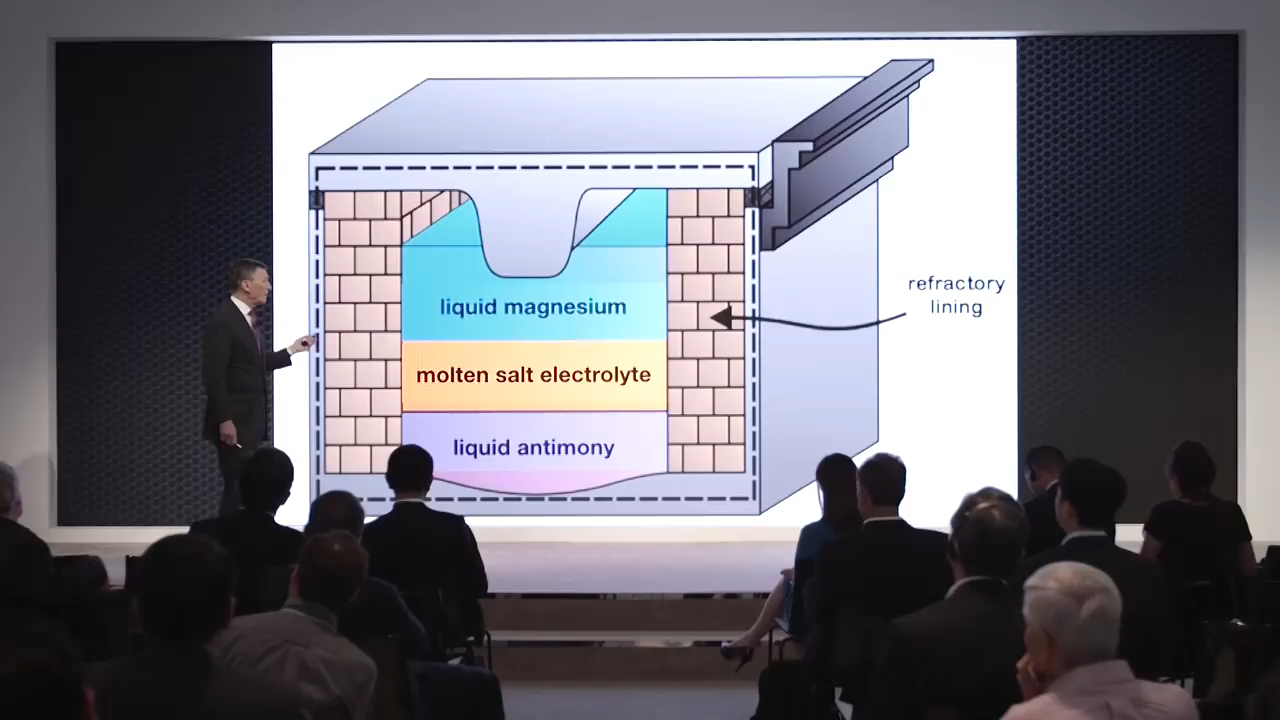 refractory
lining
liquid magnesium
molten salt electrolyte
liquid antimony